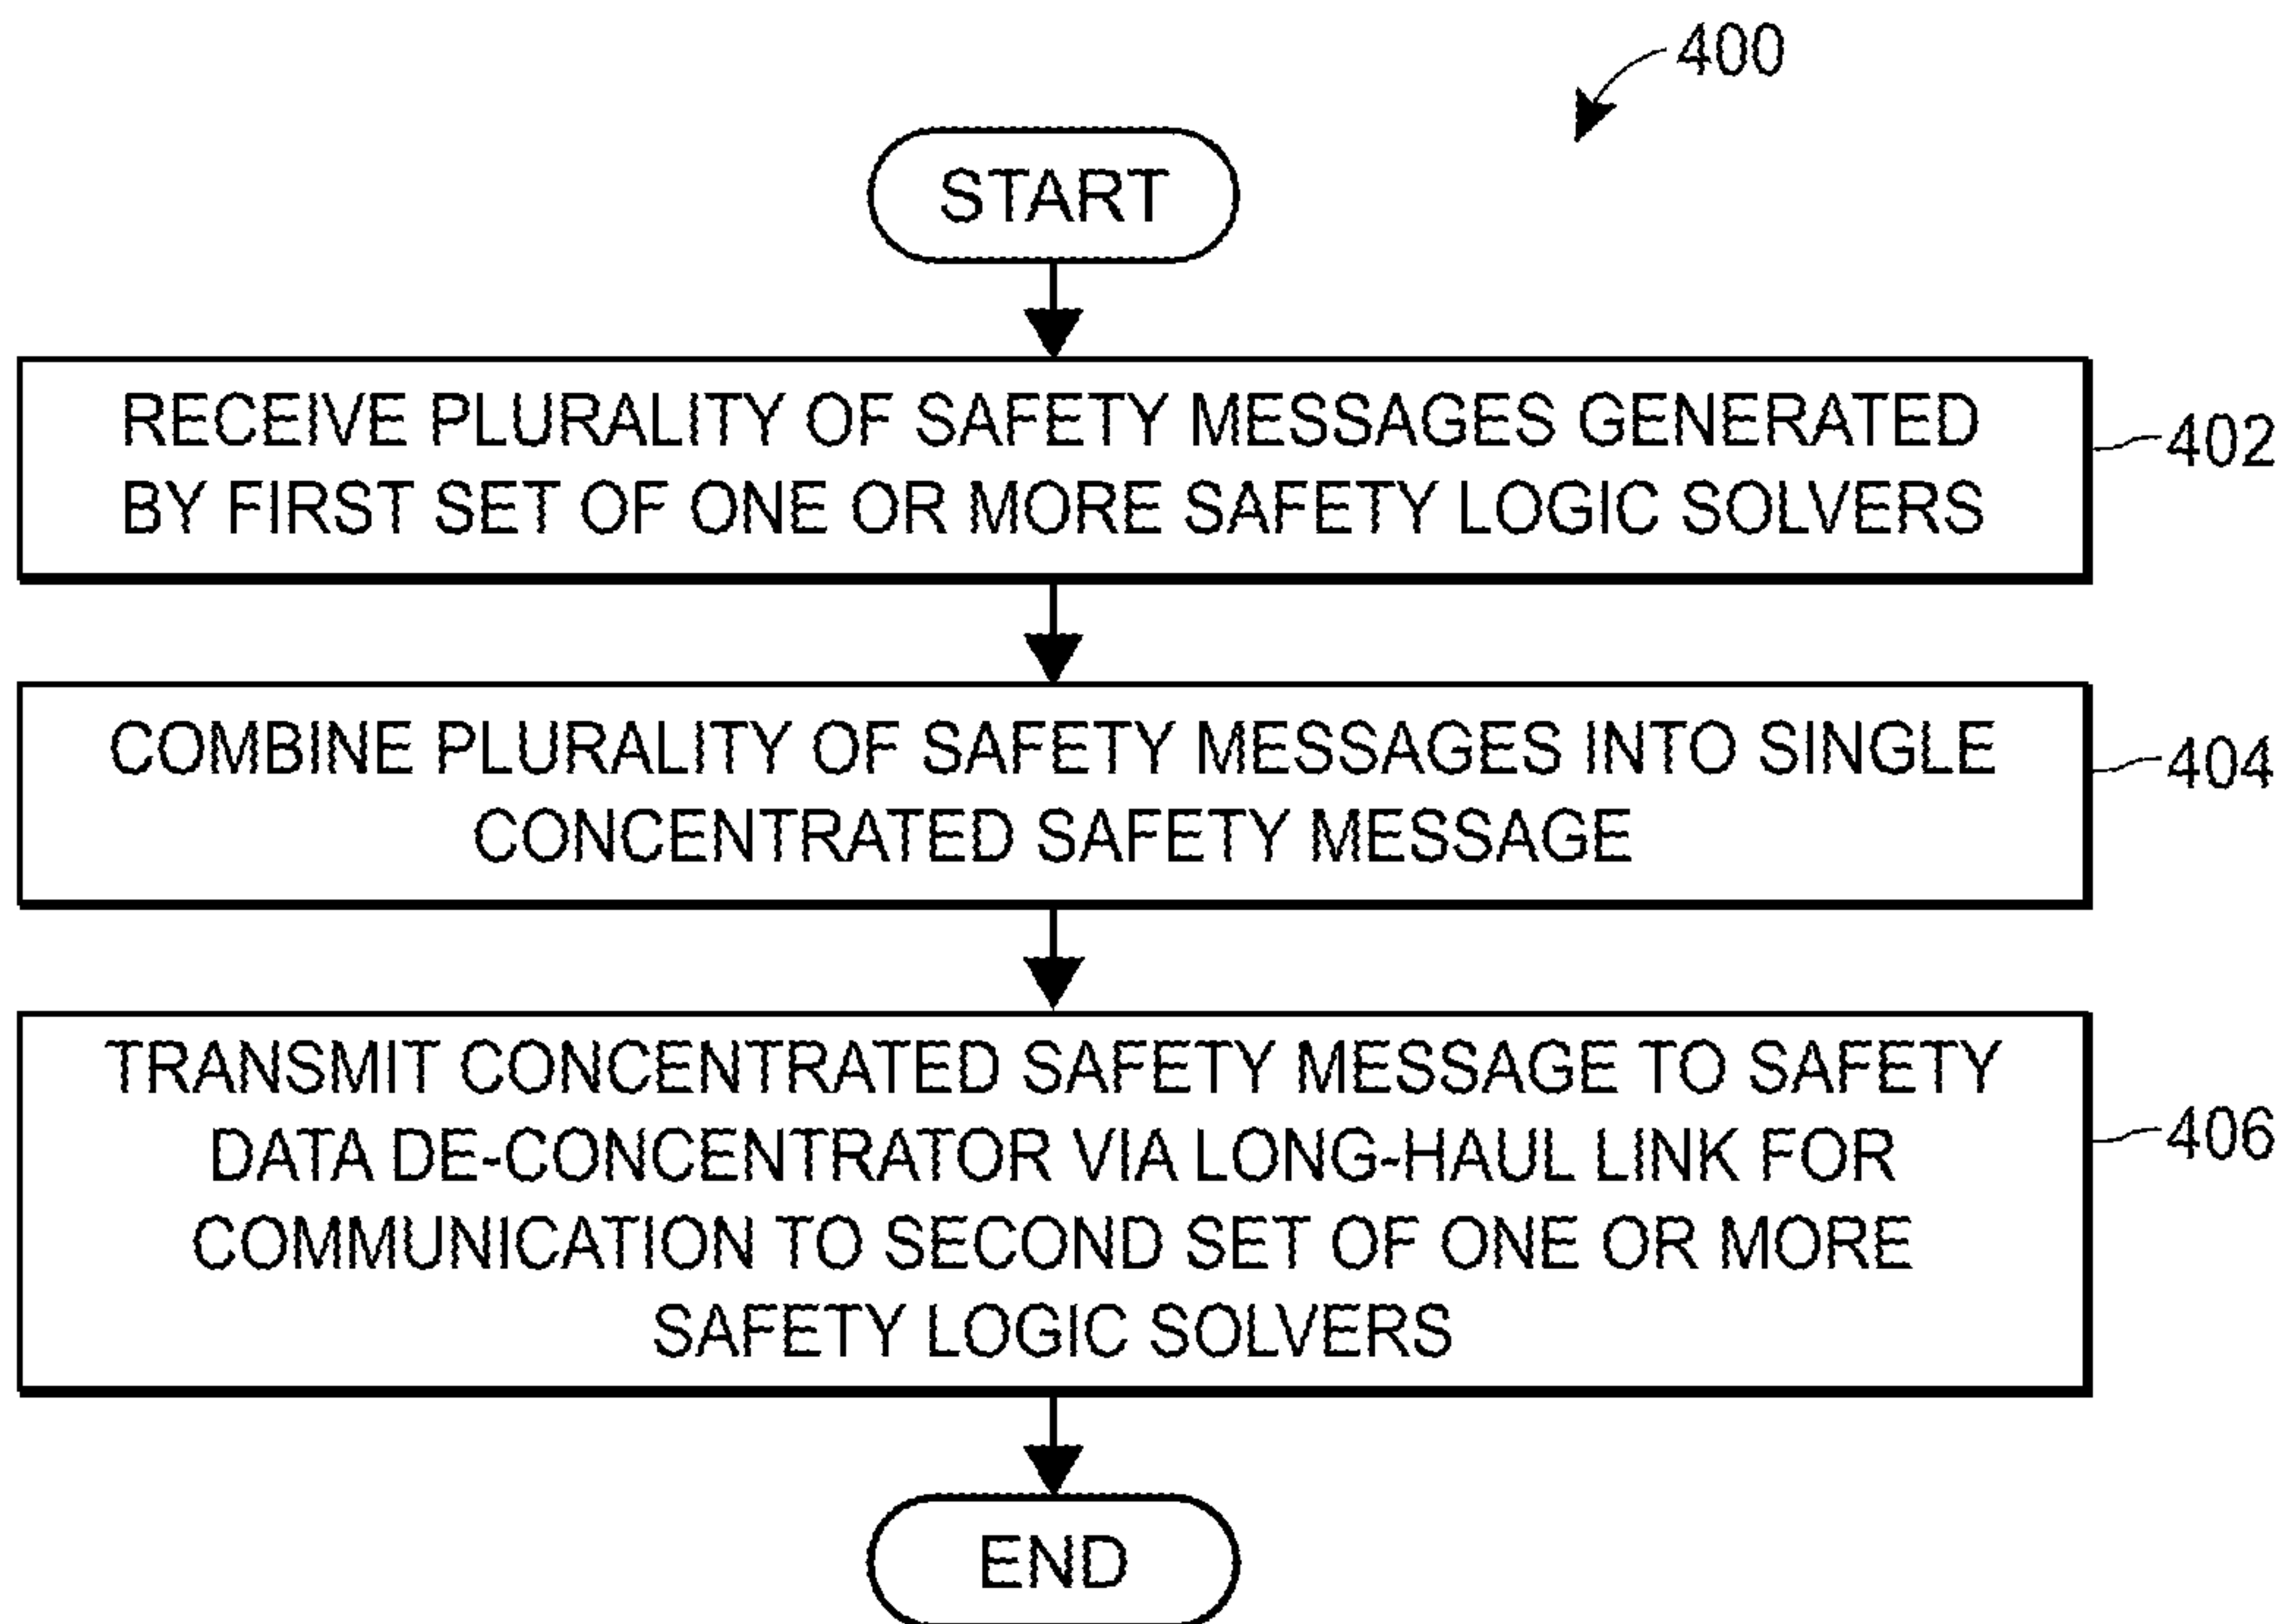 400
START
RECEIVE PLURALITY OF SAFETY MESSAGES GENERATED
BY FIRST SET OF ONE OR MORE SAFETY LOGIC SOLVERS
402
COMBINE PLURALITY OF SAFETY MESSAGES INTO SINGLE
CONCENTRATED SAFETY MESSAGE
404
TRANSMIT CONCENTRATED SAFETY MESSAGE TO SAFETY
DATA DE-CONCENTRATOR VIA LONG-HAUL LINK FOR
COMMUNICATION TO SECOND SET OF ONE OR MORE
SAFETY LOGIC SOLVERS
406
END